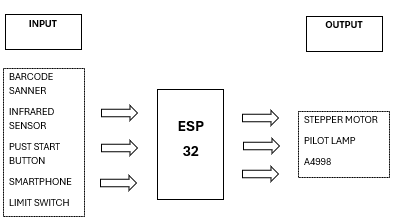 INPUT
OUTPUT
BARCODE
SANNER
INFRARED
SENSOR
PUST START
BUTTON
SMARTPHONE
LIMIT SWITCH
ESP
32
STEPPER MOTOR
PILOT LAMP
A4998